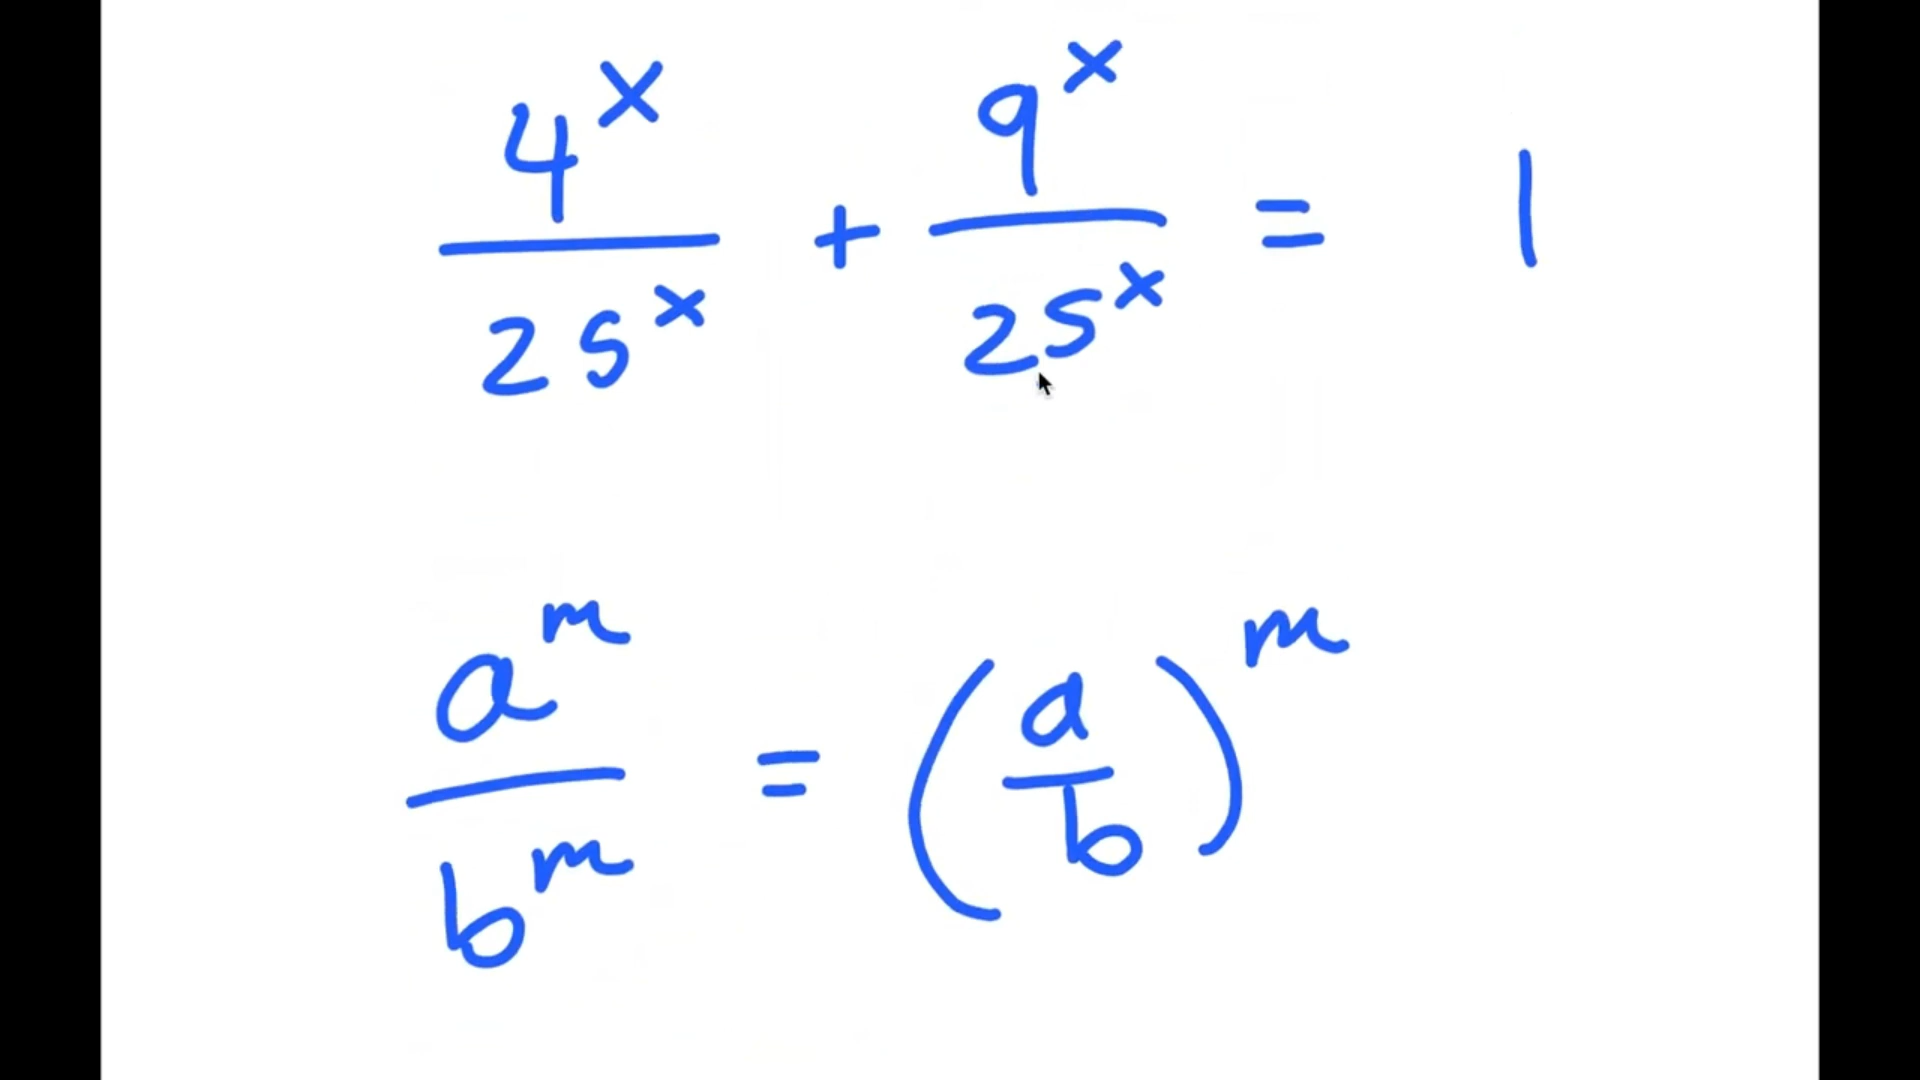 4^x/25^x + 9^x/25^x = 1
a^m/b^m = (a/b)^m